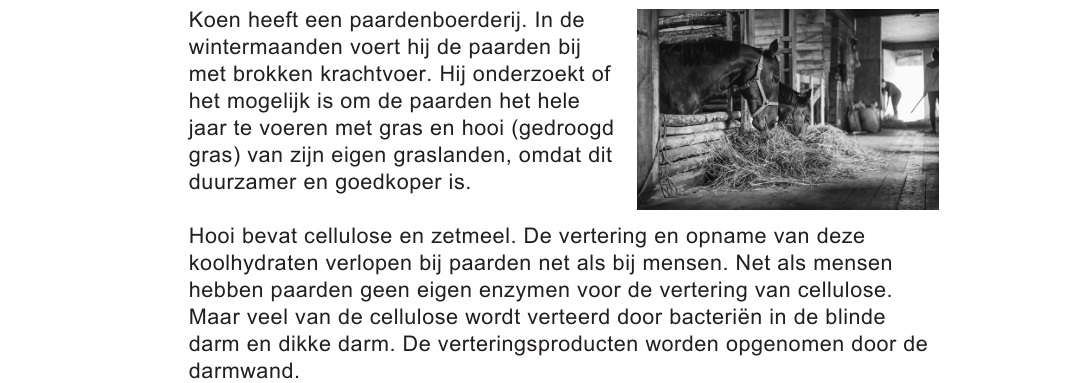 Koen heeft een paardenboerderij. In de
wintermaanden voert hij de paarden bij
met brokken krachtvoer. Hij onderzoekt of
het mogelijk is om de paarden het hele
jaar te voeren met gras en hooi (gedroogd
gras) van zijn eigen graslanden, omdat dit
duurzamer en goedkoper is.
Hooi bevat cellulose en zetmeel. De vertering en opname van deze
koolhydraten verlopen bij paarden net als bij mensen. Net als mensen
hebben paarden geen eigen enzymen voor de vertering van cellulose.
Maar veel van de cellulose wordt verteerd door bacteriën in de blinde
darm en dikke darm. De verteringsproducten worden opgenomen door de
darmwand.